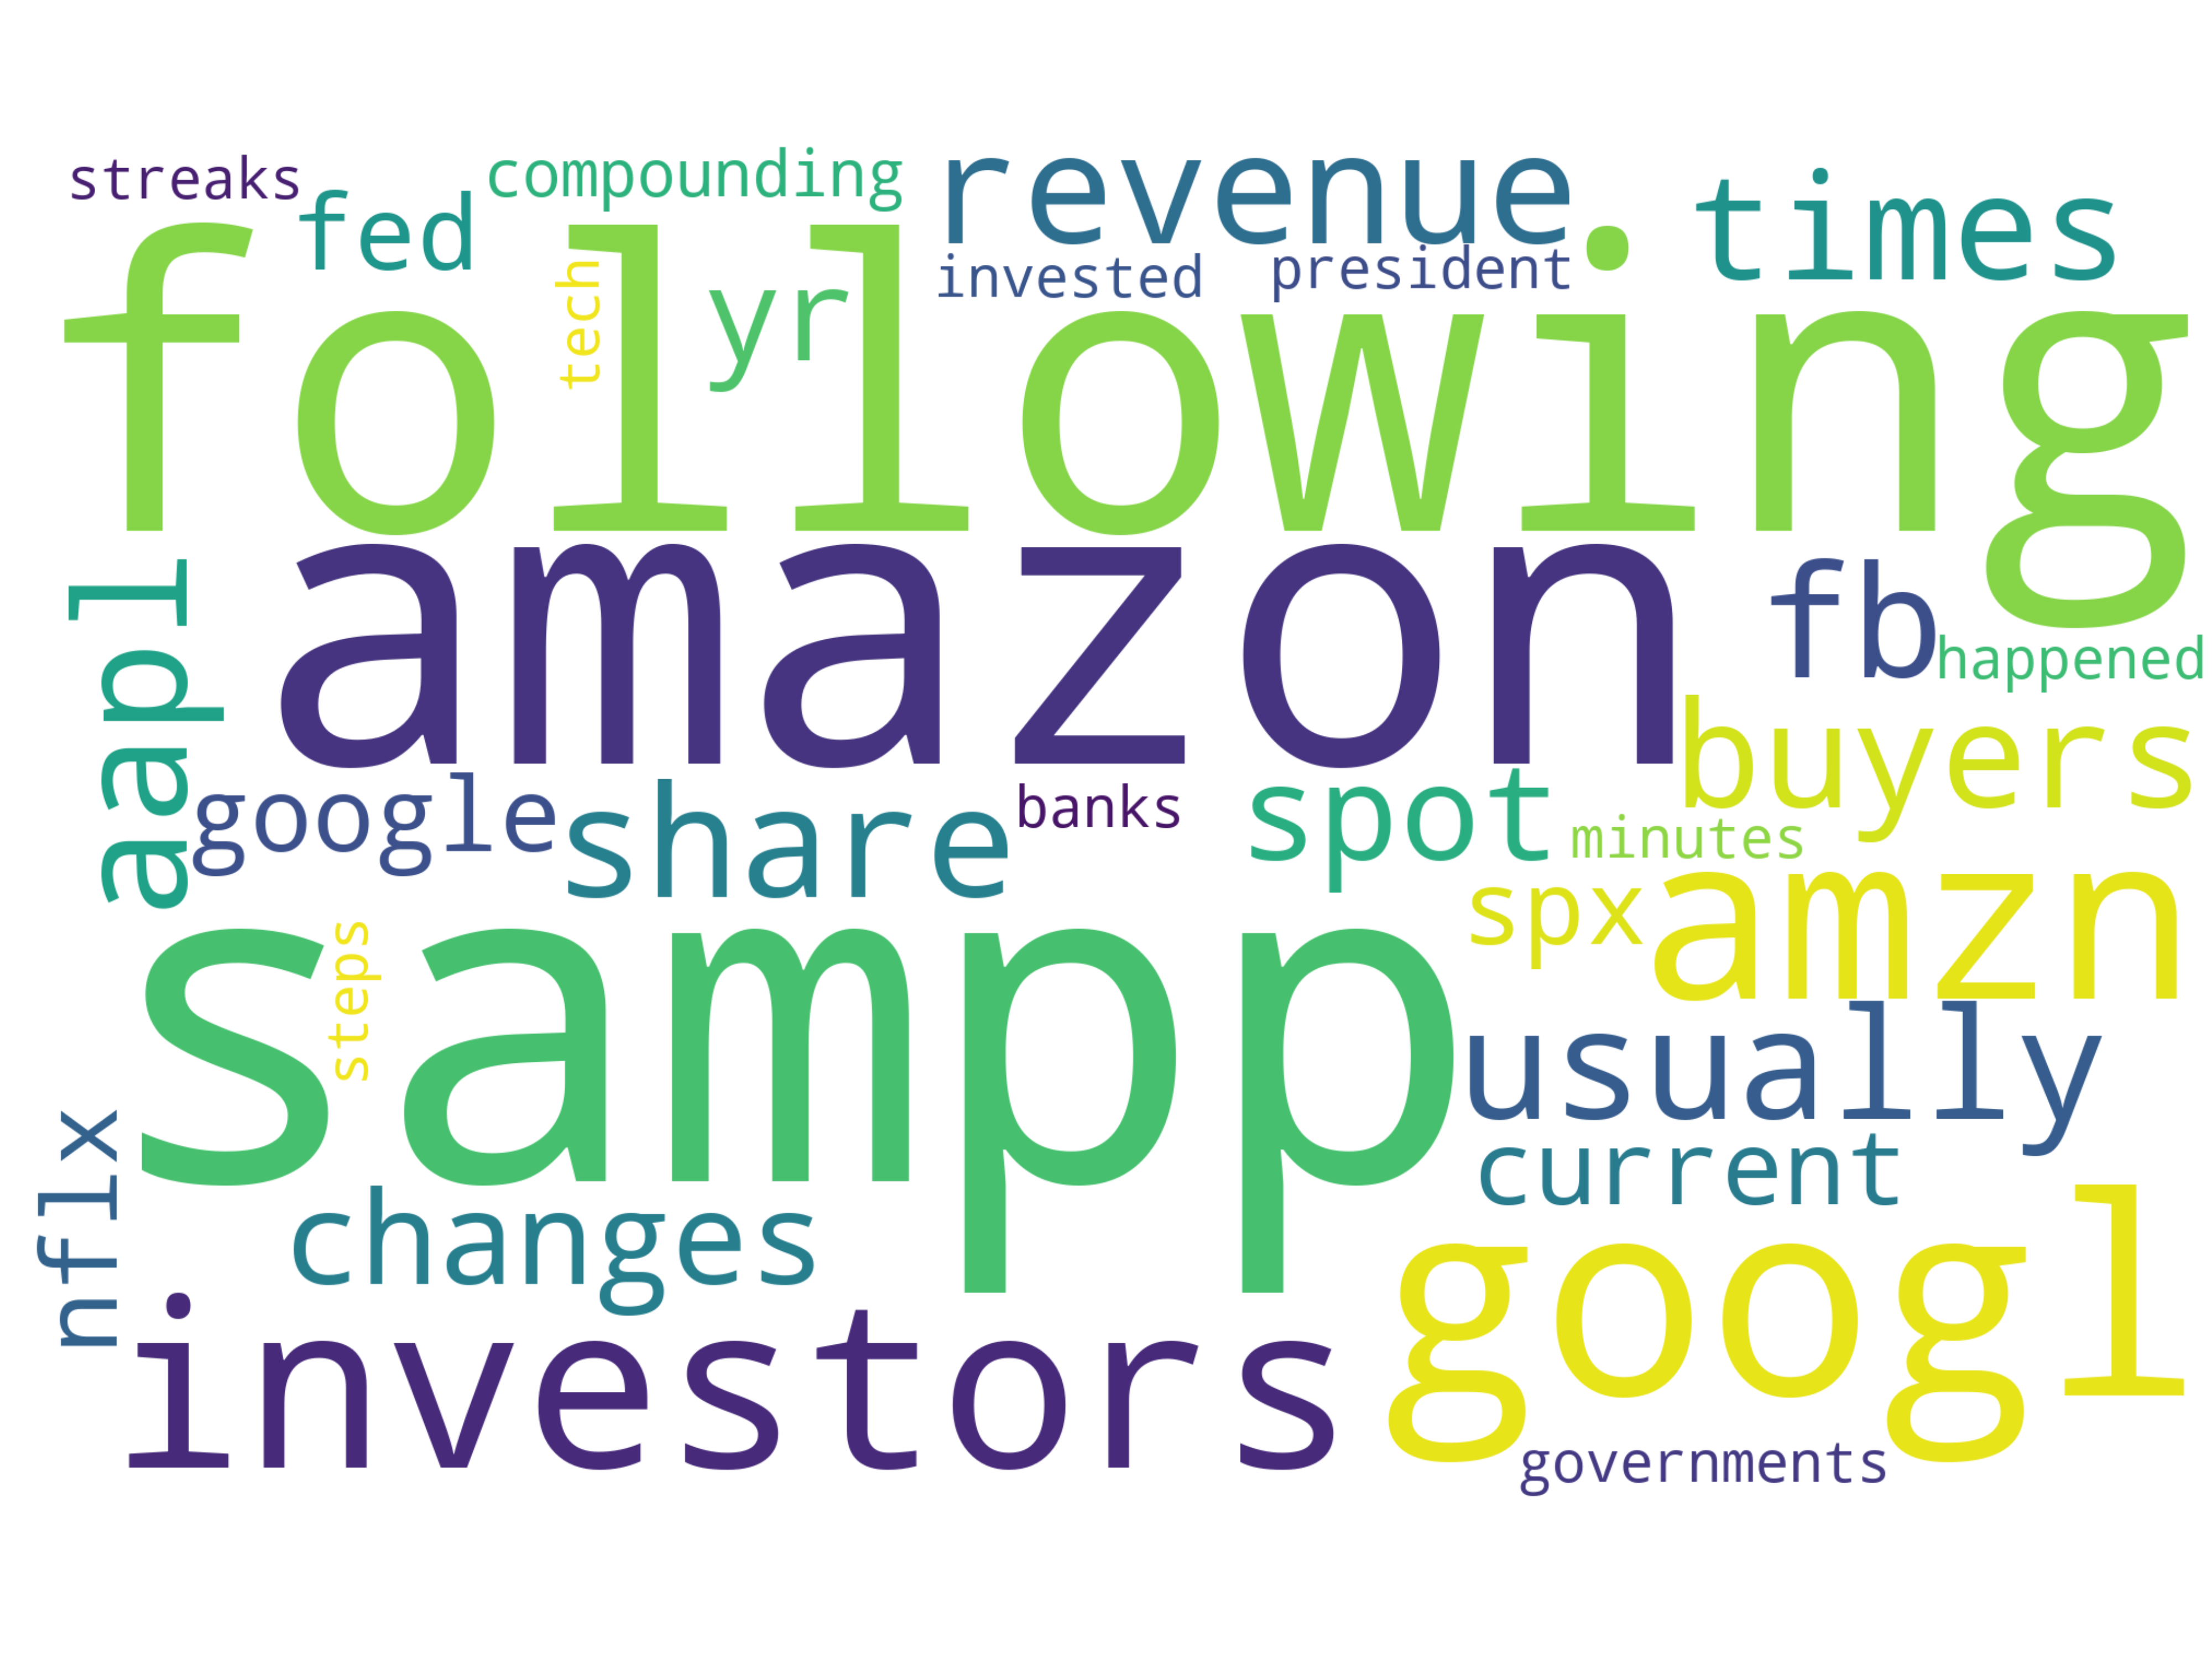 streaks
fed
compounding
revenue
times
invested
president
tech
yr
following
amazon
fb
happened
aapl
buyers
google
share
banks
spot
minutes
spx
amzn
sampp
steps
usually
current
nflx
changes
googl
investors
governments